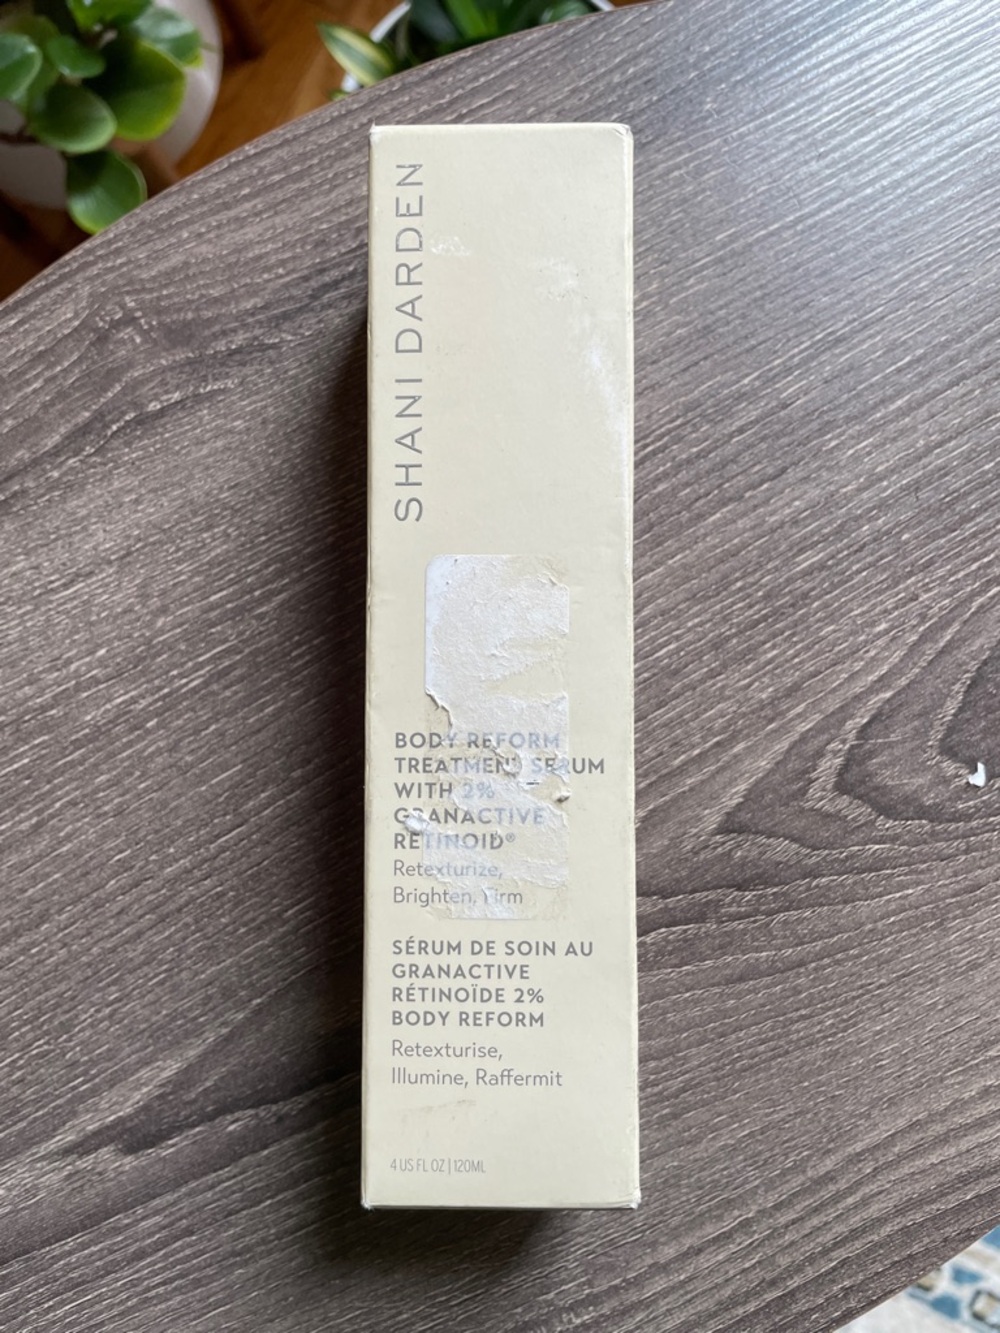 SHANI DARDEN
BODY REFORM
TREATMENT SERUM
WITH 2%
GRANACTIVE
RETINOID®
Retexturize,
Brighten, Firm
SÉRUM DE SOIN AU
GRANACTIVE
RÉTINOÏDE 2%
BODY REFORM
Retexturise,
Illumine, Raffermit
4 US FL OZ | 120ML